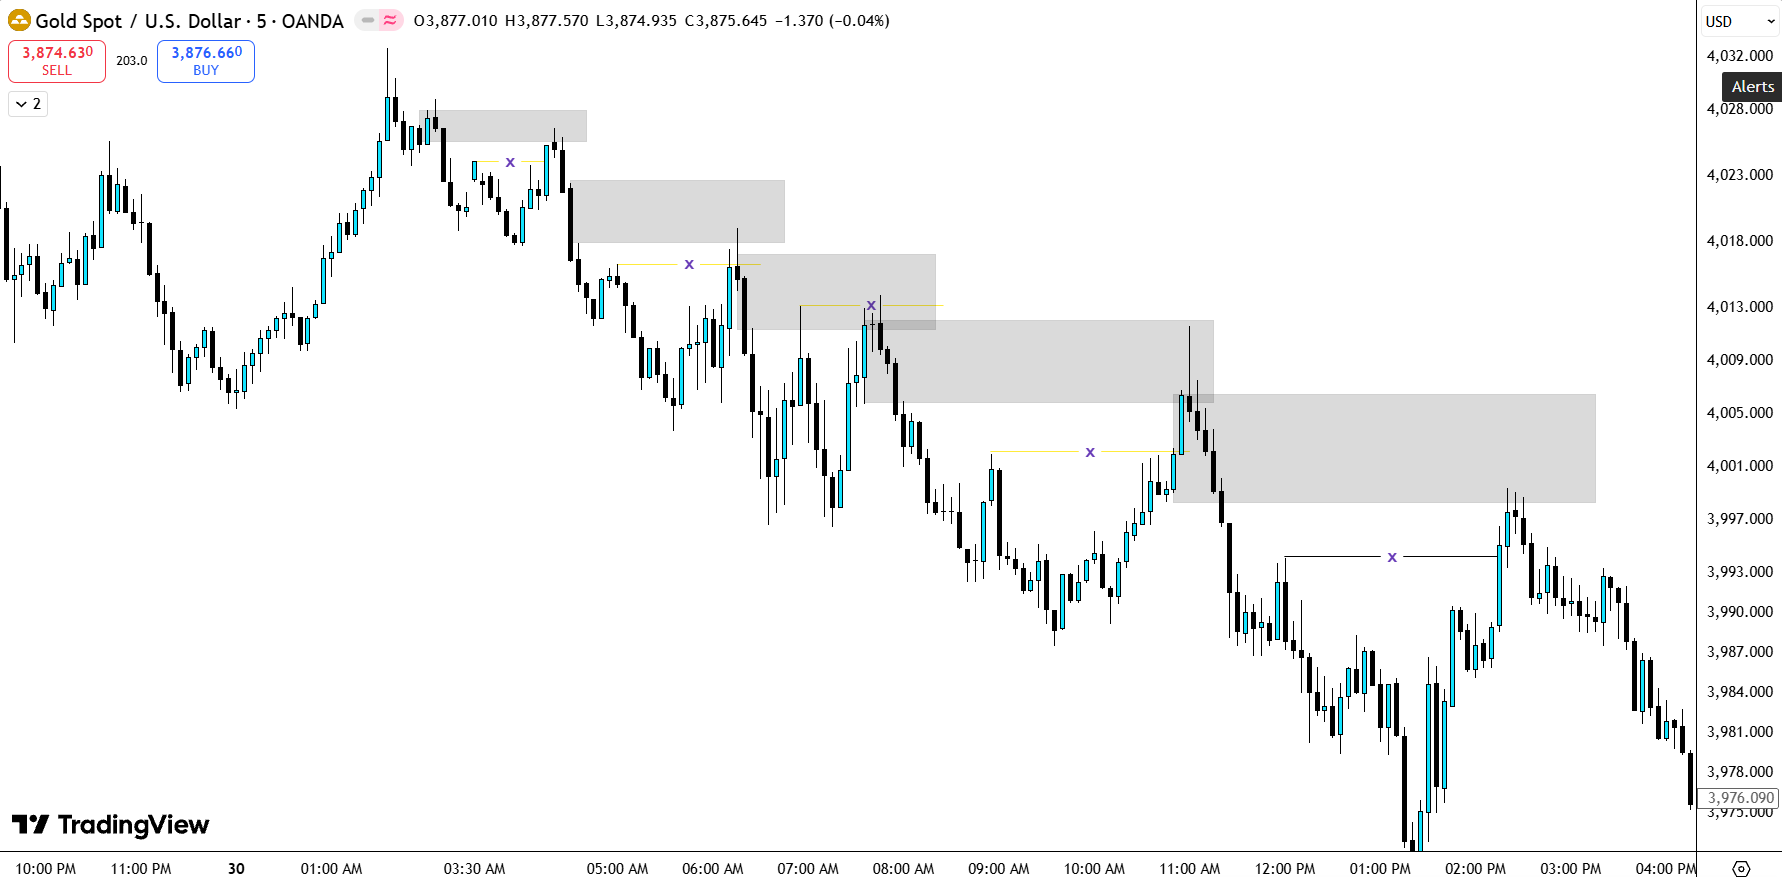 Gold Spot / U.S. Dollar · 5 · OANDA O3,877.010 H3,877.570 L3,874.935 C3,875.645 −1.370 (−0.04%)
USD
3,874.630
SELL
203.0
3,876.660
BUY
2
Alerts
4,032.000
4,028.000
4,023.000
4,018.000
4,013.000
4,009.000
4,005.000
4,001.000
3,997.000
3,993.000
3,990.000
3,987.000
3,984.000
3,981.000
3,978.000
3,976.090
3,975.000
x
x
x
x
x
TradingView
10:00 PM 11:00 PM 30 01:00 AM 03:30 AM 05:00 AM 06:00 AM 07:00 AM 08:00 AM 09:00 AM 10:00 AM 11:00 AM 12:00 PM 01:00 PM 02:00 PM 03:00 PM 04:00 PM